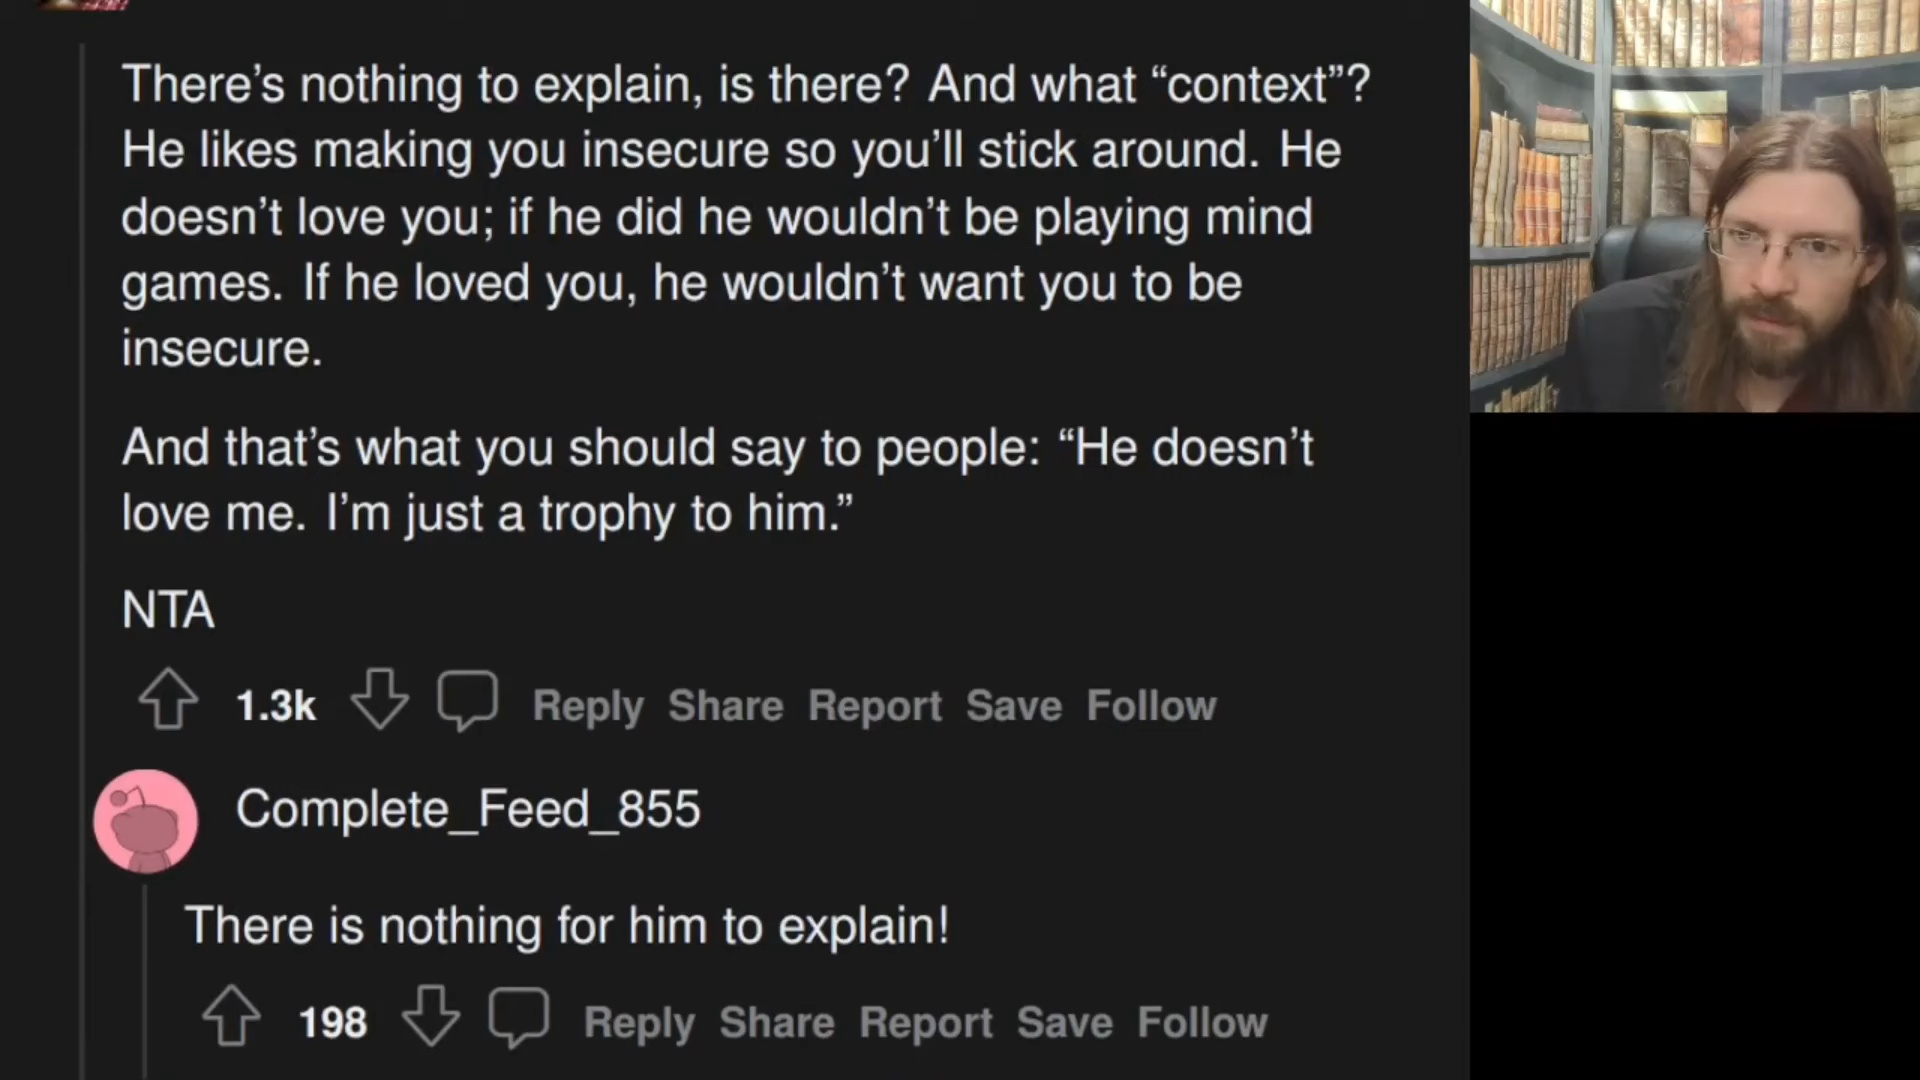 There’s nothing to explain, is there? And what “context”?
He likes making you insecure so you’ll stick around. He
doesn’t love you; if he did he wouldn’t be playing mind
games. If he loved you, he wouldn’t want you to be
insecure.
And that’s what you should say to people: “He doesn’t
love me. I’m just a trophy to him.”
NTA
1.3k Reply Share Report Save Follow
Complete_Feed_855
There is nothing for him to explain!
198 Reply Share Report Save Follow